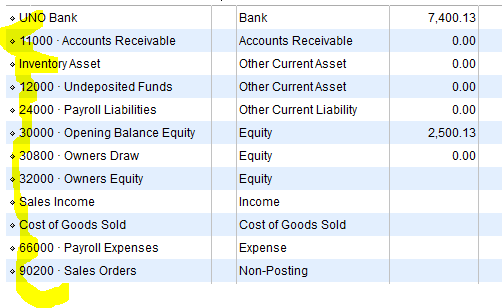 UNO Bank Bank 7,400.13
11000 · Accounts Receivable Accounts Receivable 0.00
Inventory Asset Other Current Asset 0.00
12000 · Undeposited Funds Other Current Asset 0.00
24000 · Payroll Liabilities Other Current Liability 0.00
30000 · Opening Balance Equity Equity 2,500.13
30800 · Owners Draw Equity 0.00
32000 · Owners Equity Equity
Sales Income Income
Cost of Goods Sold Cost of Goods Sold
66000 · Payroll Expenses Expense
90200 · Sales Orders Non-Posting